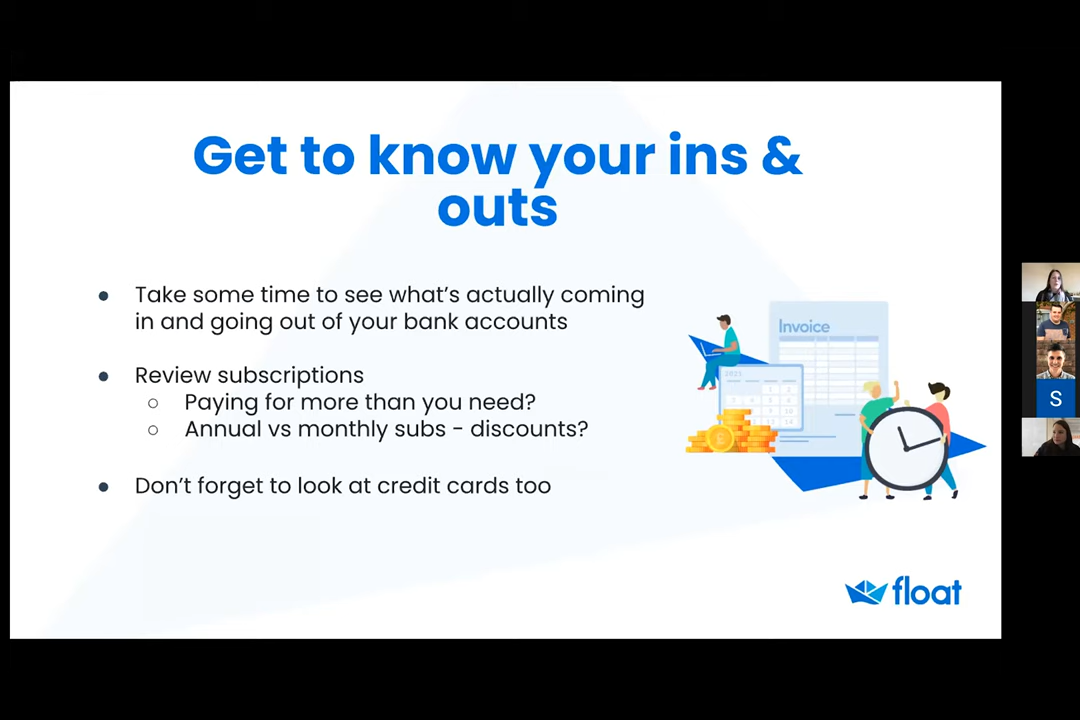 Get to know your ins &
outs
● Take some time to see what's actually coming
in and going out of your bank accounts
● Review subscriptions
○ Paying for more than you need?
○ Annual vs monthly subs - discounts?
● Don't forget to look at credit cards too
Invoice
float
S